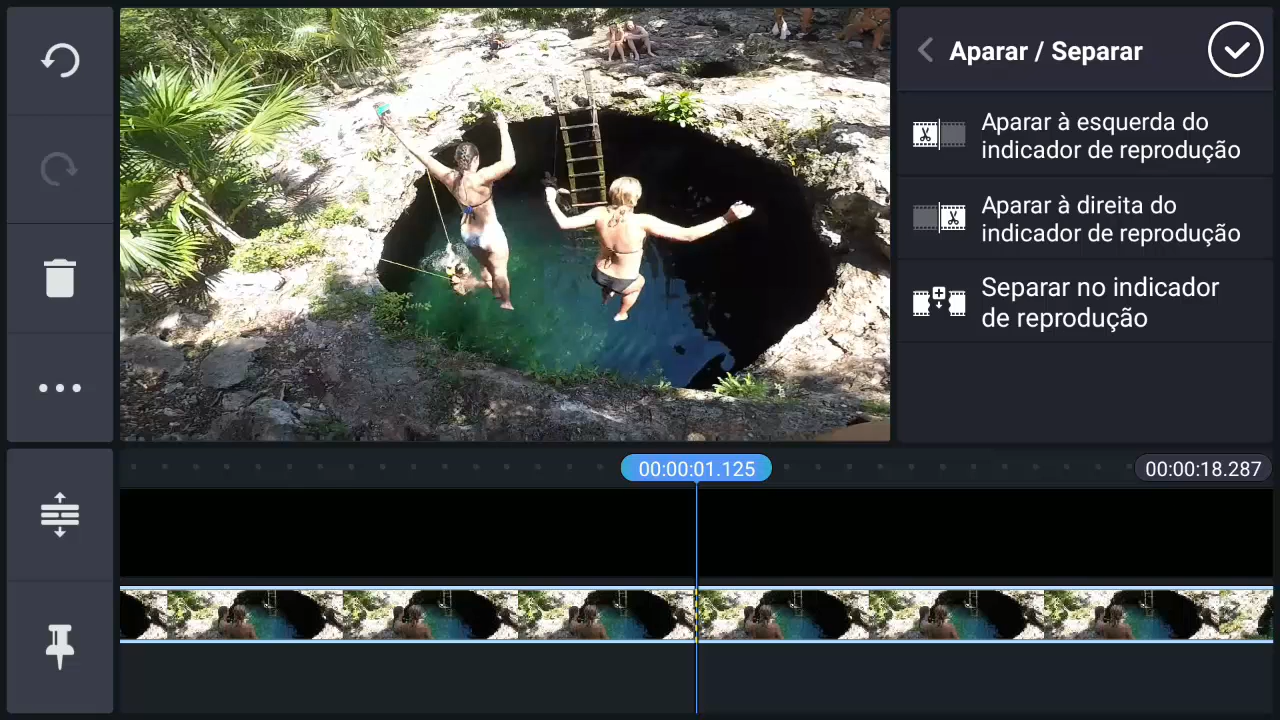 Aparar / Separar
Aparar à esquerda do
indicador de reprodução
Aparar à direita do
indicador de reprodução
Separar no indicador
de reprodução
00:00:01.125
00:00:18.287